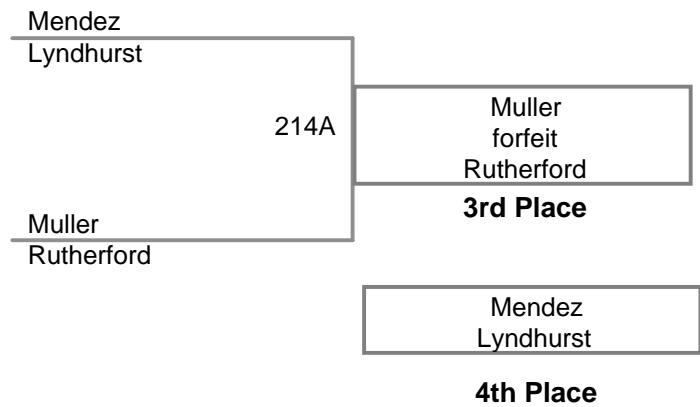 Mendez
Lyndhurst
214A
Muller
forfeit
Rutherford
3rd Place
Muller
Rutherford
Mendez
Lyndhurst
4th Place